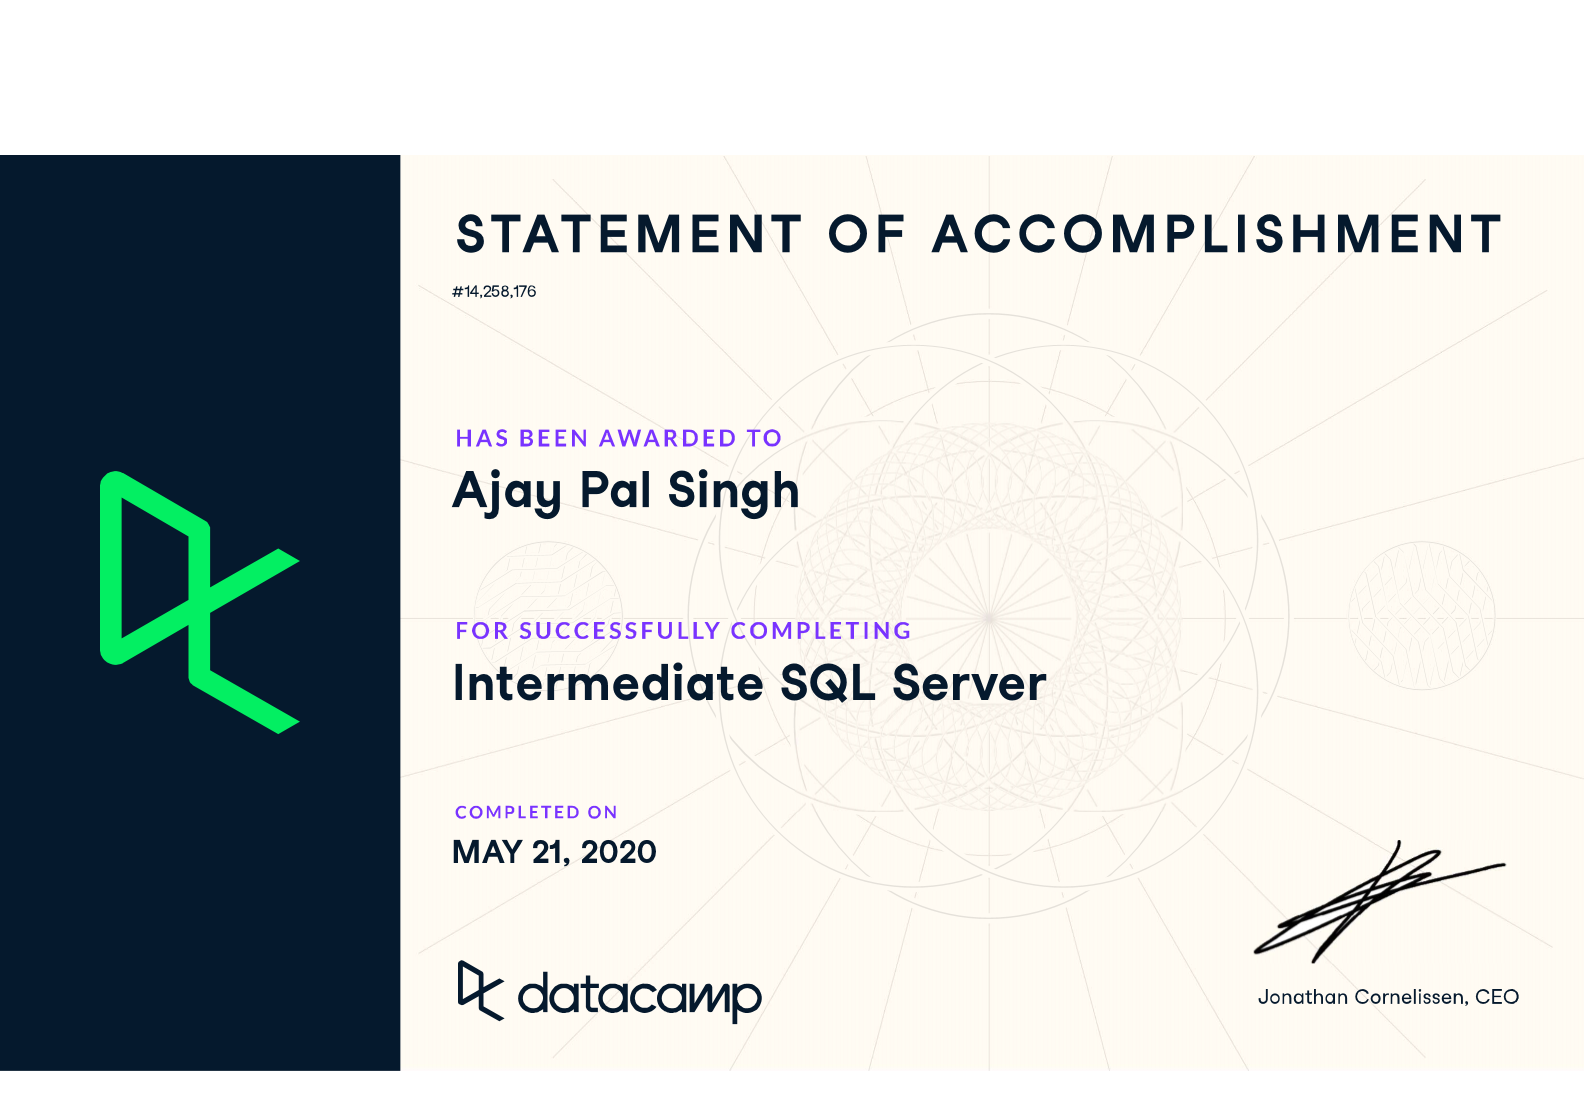 STATEMENT OF ACCOMPLISHMENT
#14,258,176
HAS BEEN AWARDED TO
Ajay Pal Singh
FOR SUCCESSFULLY COMPLETING
Intermediate SQL Server
COMPLETED ON
MAY 21, 2020
datacamp
Jonathan Cornelissen, CEO